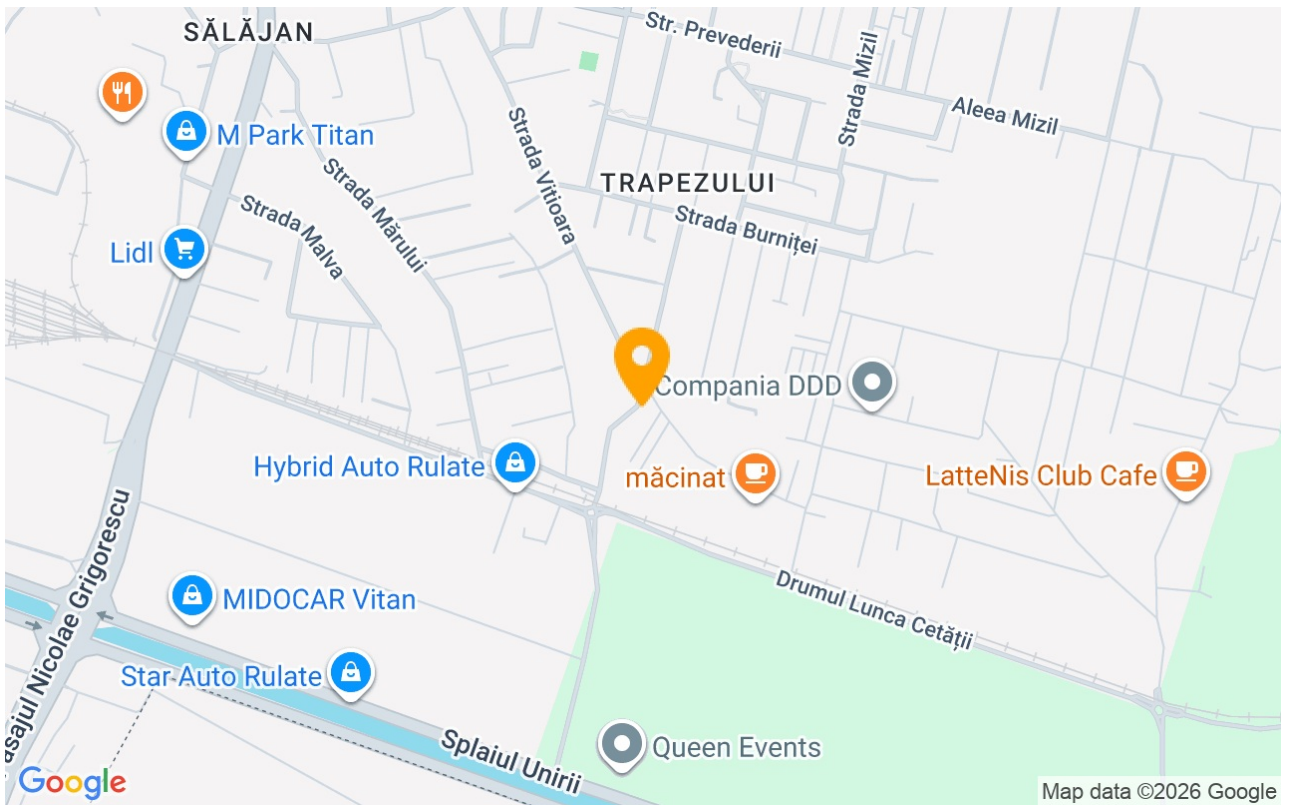 SĂLĂJAN
Str. Prevederii
Strada Mizil
Aleea Mizil
M Park Titan
Strada Vitioara
Strada Mărului
TRAPEZULUI
Strada Malva
Strada Burniței
Lidl
Compania DDD
Hybrid Auto Rulate
măcinat
LatteNis Club Cafe
asajul Nicolae Grigorescu
MIDOCAR Vitan
Drumul Lunca Cetății
Star Auto Rulate
Splaiul Unirii
Queen Events
Google
Map data ©2026 Google